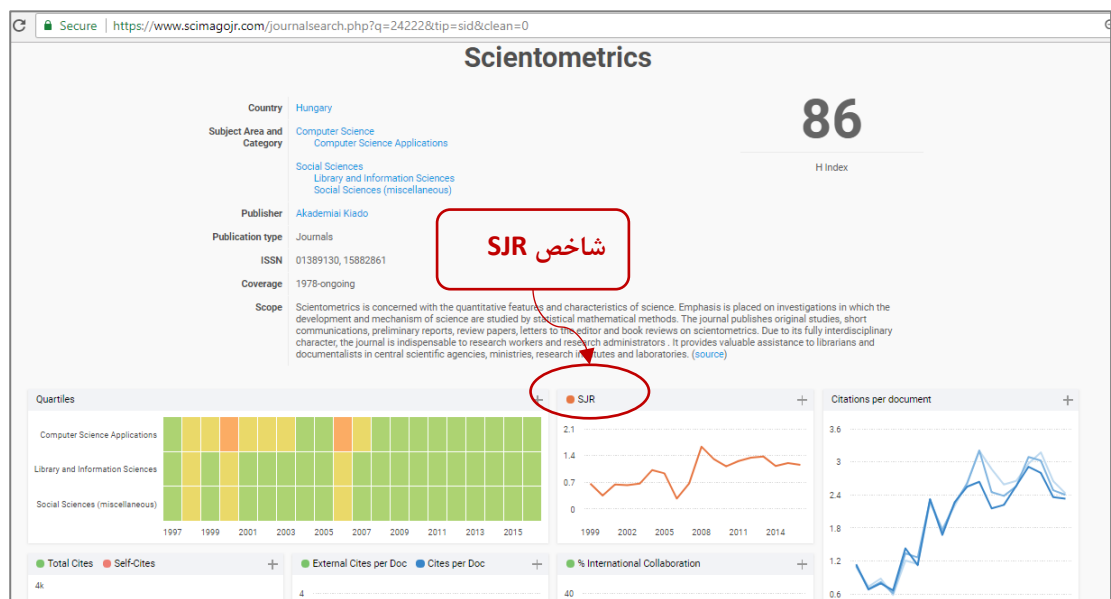 Secure | https://www.scimagojr.com/journalsearch.php?q=24222&tip=sid&clean=0
Scientometrics
Country Hungary
Subject Area and Category Computer Science
Computer Science Applications
Social Sciences
Library and Information Sciences
Social Sciences (miscellaneous)
Publisher Akademiai Kiado
Publication type Journals
ISSN 01389130, 15882861
Coverage 1978-ongoing
Scope Scientometrics is concerned with the quantitative features and characteristics of science. Emphasis is placed on investigations in which the
development and mechanism of science are studied by statistical mathematical methods. The journal publishes original studies, short
communications, preliminary reports, review papers, letters to the editor and book reviews on scientometrics. Due to its fully interdisciplinary
character, the journal is indispensable to research workers and research administrators . It provides valuable assistance to librarians and
documentalists in central scientific agencies, ministries, research institutes and laboratories. (source)
86
H Index
شاخص SJR
Quartiles
Computer Science Applications
Library and Information Sciences
Social Sciences (miscellaneous)
1997 1999 2001 2003 2005 2007 2009 2011 2013 2015
SJR
2.1
1.4
0.7
0
1999 2002 2005 2008 2011 2014
Citations per document
3.6
3
2.4
1.8
1.2
0.6
Total Cites Self-Cites
4k
External Cites per Doc Cites per Doc
4
% International Collaboration
40